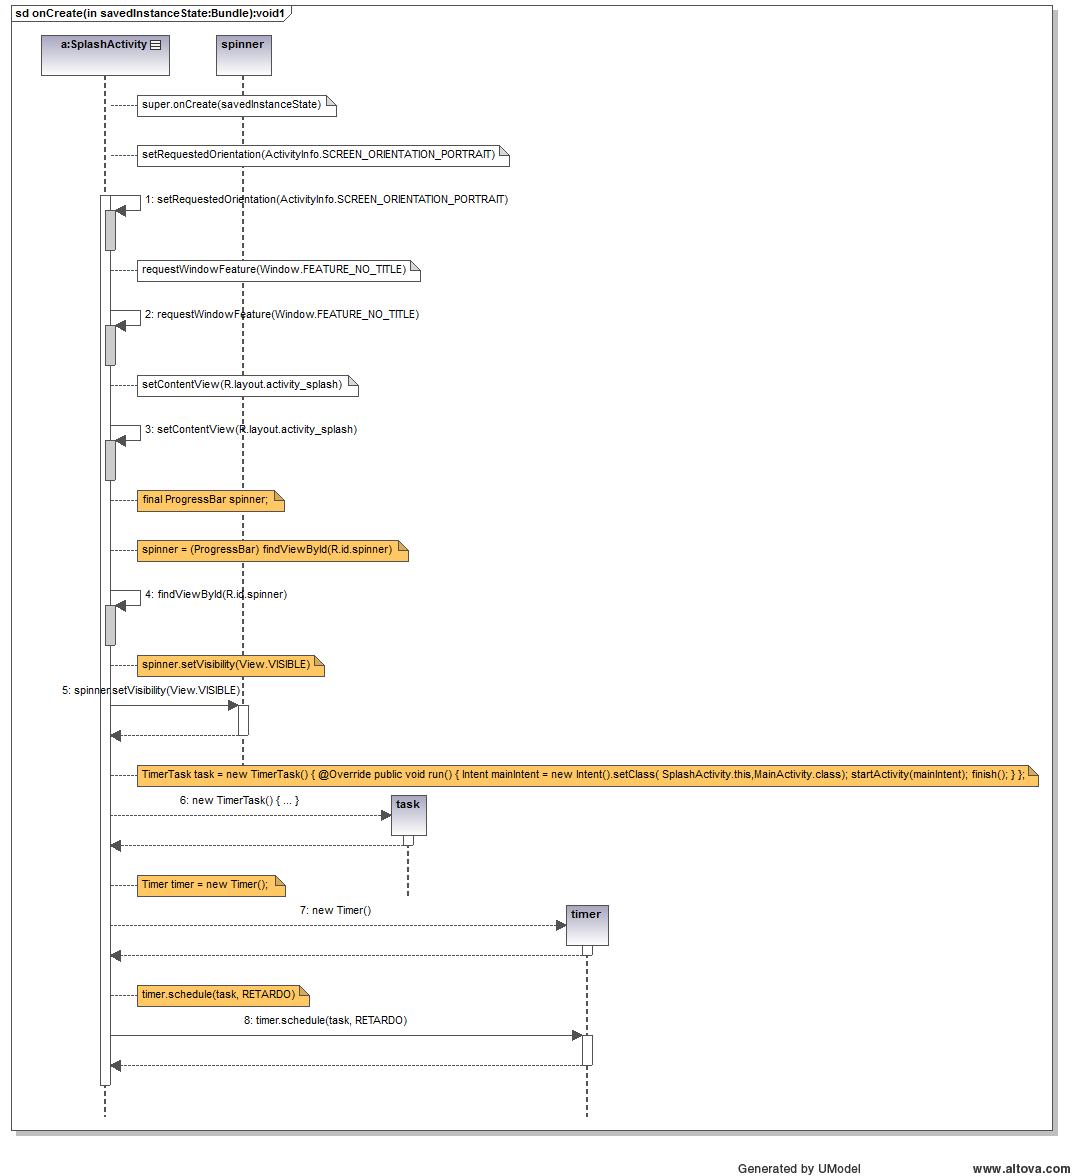 sd onCreate(in savedInstanceState:Bundle):void1
a:SplashActivity
spinner
super.onCreate(savedInstanceState)
setRequestedOrientation(ActivityInfo.SCREEN_ORIENTATION_PORTRAIT)
1: setRequestedOrientation(ActivityInfo.SCREEN_ORIENTATION_PORTRAIT)
requestWindowFeature(Window.FEATURE_NO_TITLE)
2: requestWindowFeature(Window.FEATURE_NO_TITLE)
setContentView(R.layout.activity_splash)
3: setContentView(R.layout.activity_splash)
final ProgressBar spinner;
spinner = (ProgressBar) findViewById(R.id.spinner)
4: findViewById(R.id.spinner)
spinner.setVisibility(View.VISIBLE)
5: spinner.setVisibility(View.VISIBLE)
TimerTask task = new TimerTask() { @Override public void run() { Intent mainIntent = new Intent().setClass( SplashActivity.this,MainActivity.class); startActivity(mainIntent); finish(); } };
6: new TimerTask() { ... }
task
Timer timer = new Timer();
7: new Timer()
timer
timer.schedule(task, RETARDO)
8: timer.schedule(task, RETARDO)
Generated by UModel
www.altova.com